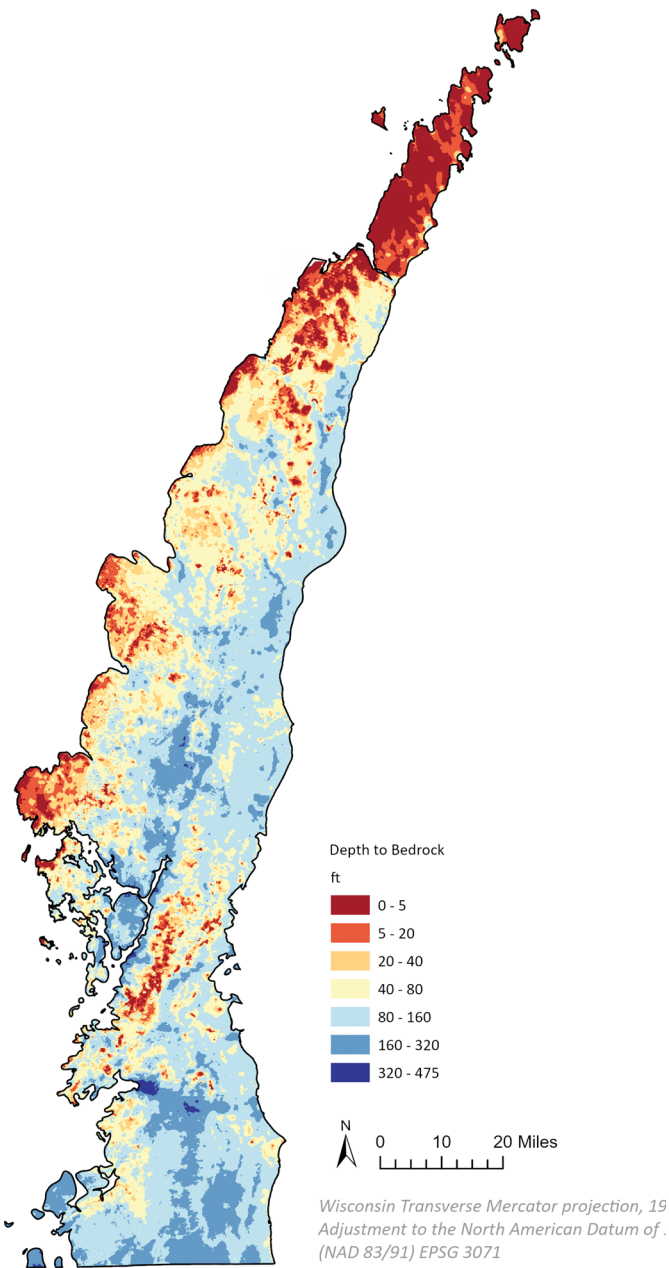 Depth to Bedrock
ft
0 - 5
5 - 20
20 - 40
40 - 80
80 - 160
160 - 320
320 - 475
N
0 10 20 Miles
Wisconsin Transverse Mercator projection,
Adjustment to the North American Datum of
(NAD 83/91) EPSG 3071